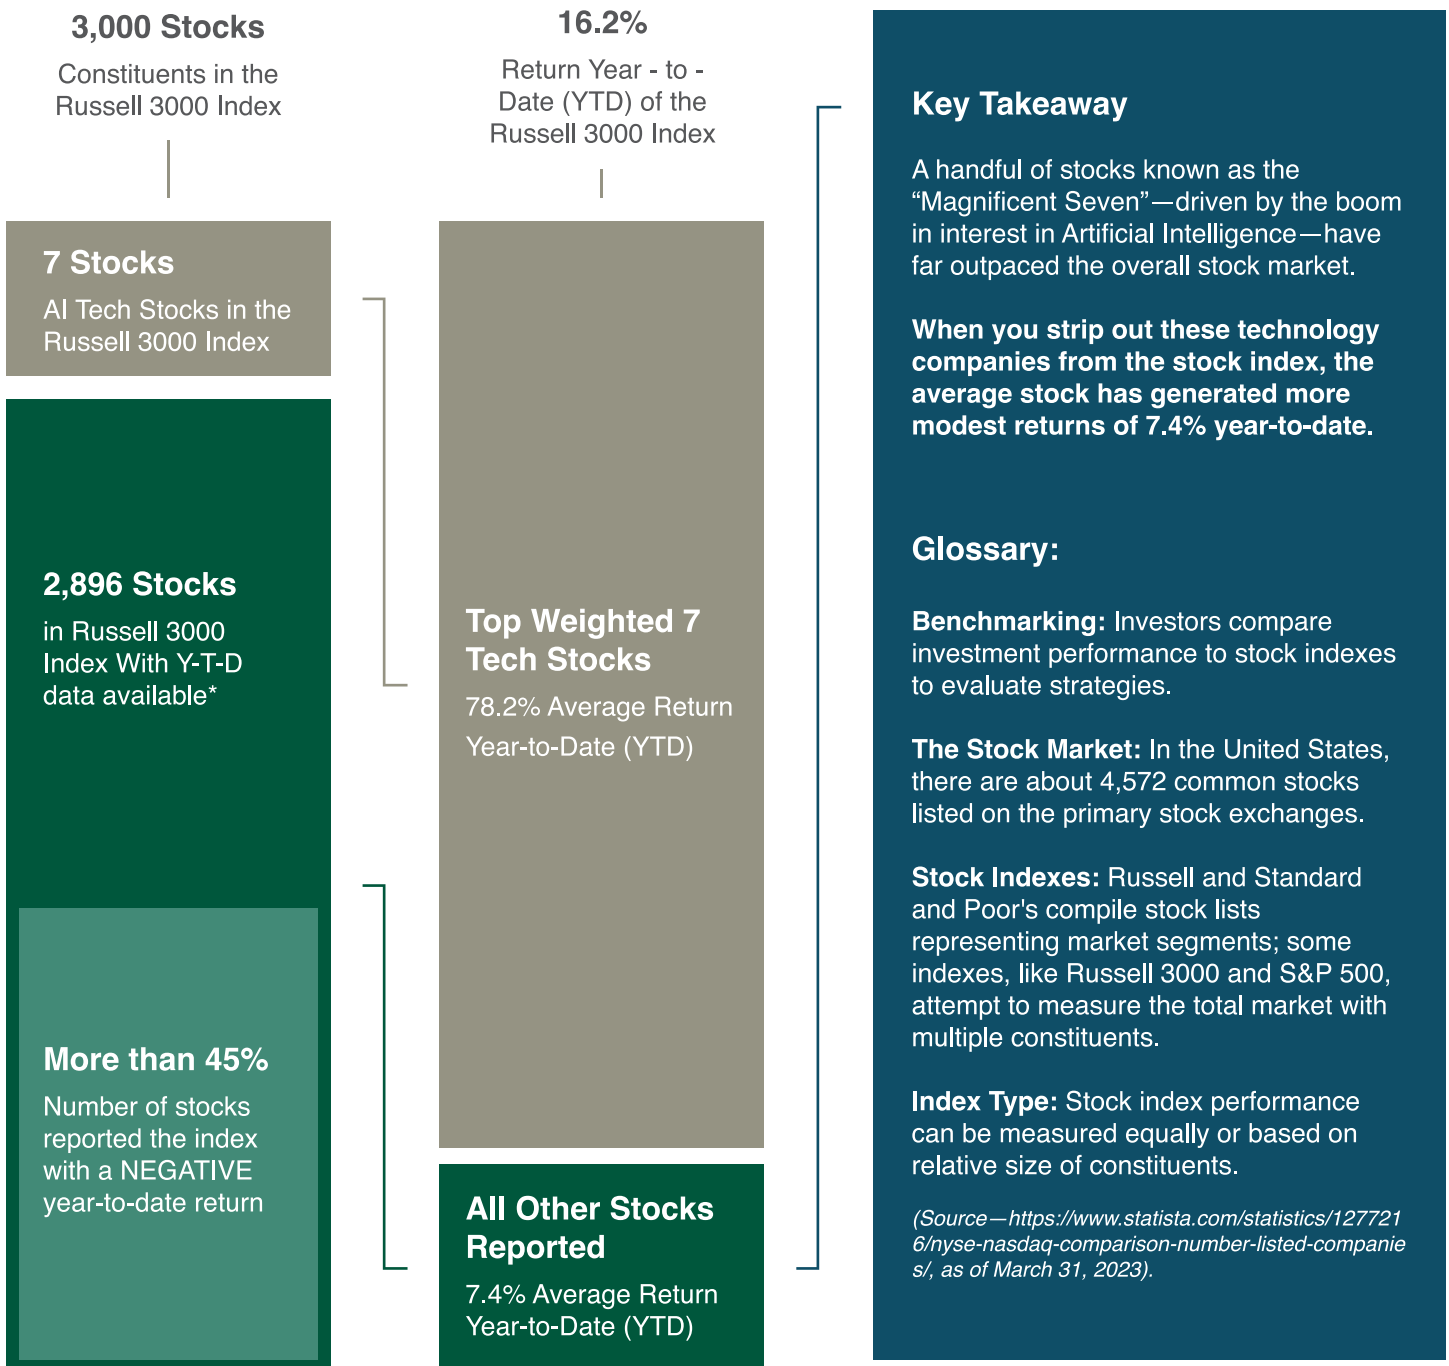 3,000 Stocks
Constituents in the
Russell 3000 Index
7 Stocks
AI Tech Stocks in the
Russell 3000 Index
2,896 Stocks
in Russell 3000
Index With Y-T-D
data available*
More than 45%
Number of stocks
reported the index
with a NEGATIVE
year-to-date return
16.2%
Return Year - to -
Date (YTD) of the
Russell 3000 Index
Top Weighted 7
Tech Stocks
78.2% Average Return
Year-to-Date (YTD)
All Other Stocks
Reported
7.4% Average Return
Year-to-Date (YTD)
Key Takeaway
A handful of stocks known as the
“Magnificent Seven”—driven by the boom
in interest in Artificial Intelligence—have
far outpaced the overall stock market.
When you strip out these technology
companies from the stock index, the
average stock has generated more
modest returns of 7.4% year-to-date.
Glossary:
Benchmarking: Investors compare
investment performance to stock indexes
to evaluate strategies.
The Stock Market: In the United States,
there are about 4,572 common stocks
listed on the primary stock exchanges.
Stock Indexes: Russell and Standard
and Poor's compile stock lists
representing market segments; some
indexes, like Russell 3000 and S&P 500,
attempt to measure the total market with
multiple constituents.
Index Type: Stock index performance
can be measured equally or based on
relative size of constituents.
(Source—https://www.statista.com/statistics/127721
6/nyse-nasdaq-comparison-number-listed-companie
s/, as of March 31, 2023).